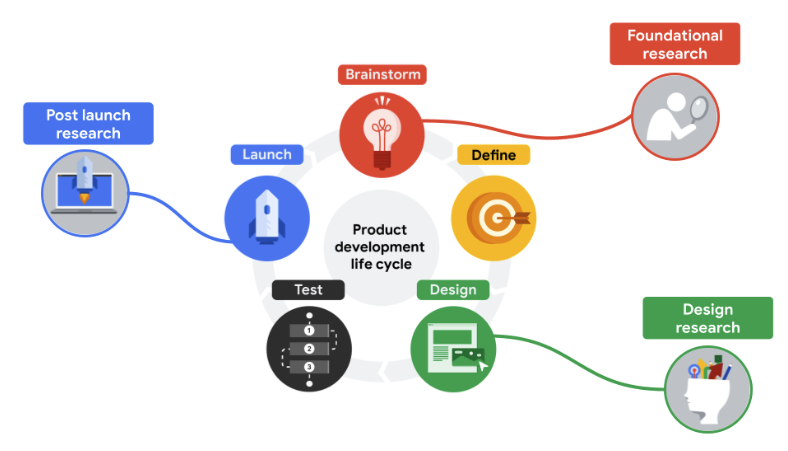 Foundational
research
Brainstorm
Post launch
research
Launch
Define
Product
development
life cycle
Test
Design
1
2
3
Design
research